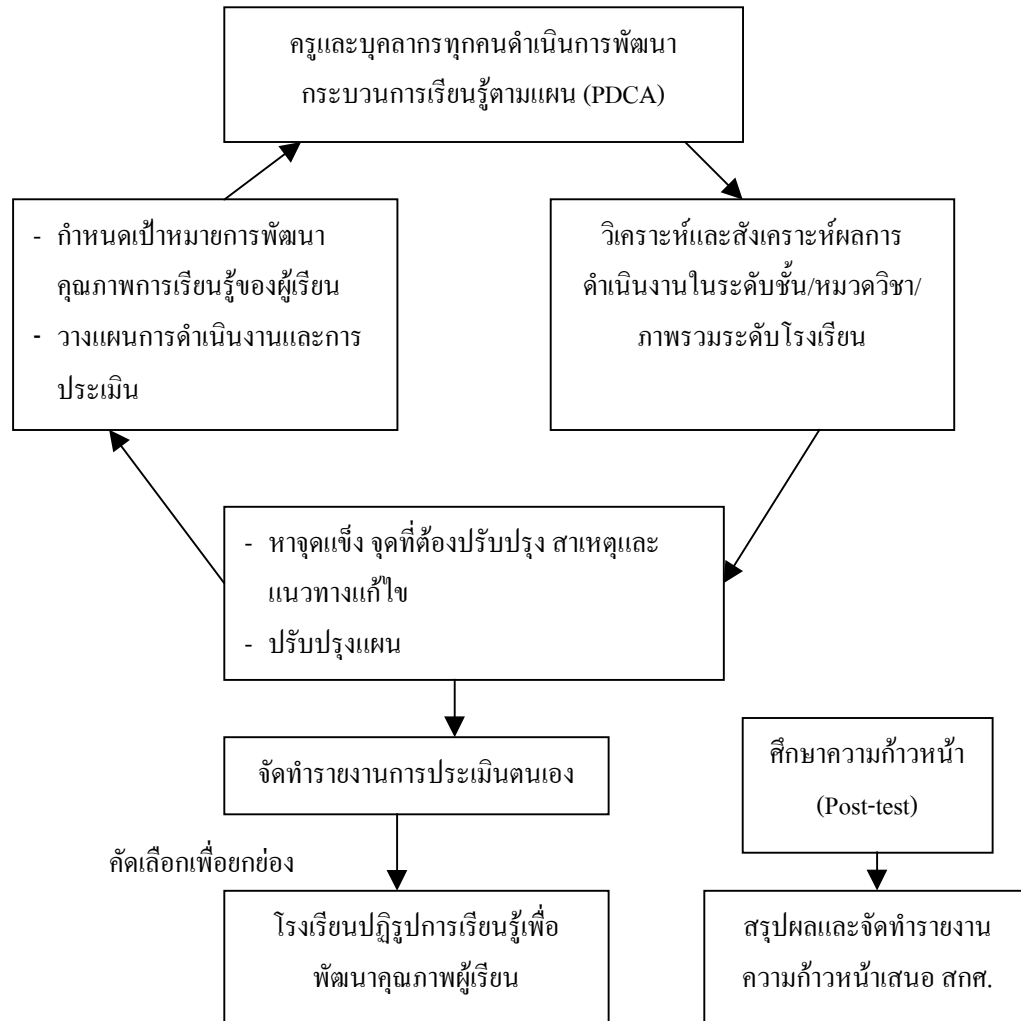 ครูและบุคลากรทุกคนดำเนินการพัฒนา
กระบวนการเรียนรู้ตามแผน (PDCA)
- กำหนดเป้าหมายการพัฒนา
คุณภาพการเรียนรู้ของผู้เรียน
- วางแผนการดำเนินงานและการ
ประเมิน
วิเคราะห์และสังเคราะห์ผลการ
ดำเนินงานในระดับชั้น/หมวดวิชา/
ภาพรวมระดับโรงเรียน
- หาจุดแข็ง จุดที่ต้องปรับปรุง สาเหตุและ
แนวทางแก้ไข
- ปรับปรุงแผน
จัดทำรายงานการประเมินตนเอง
ศึกษาความก้าวหน้า
(Post-test)
คัดเลือกเพื่อยกย่อง
โรงเรียนปฏิรูปการเรียนรู้เพื่อ
พัฒนาคุณภาพผู้เรียน
สรุปผลและจัดทำรายงาน
ความก้าวหน้าเสนอ สกศ.